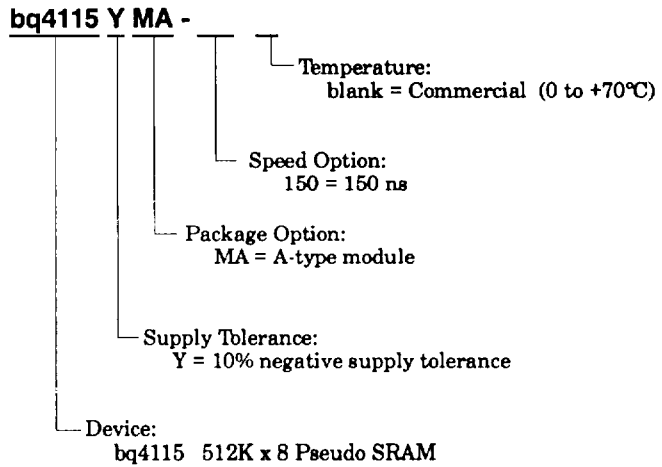 bq4115 Y MA -
Temperature:
blank = Commercial (0 to +70°C)
Speed Option:
150 = 150 ns
Package Option:
MA = A-type module
Supply Tolerance:
Y = 10% negative supply tolerance
Device:
bq4115 512K x 8 Pseudo SRAM